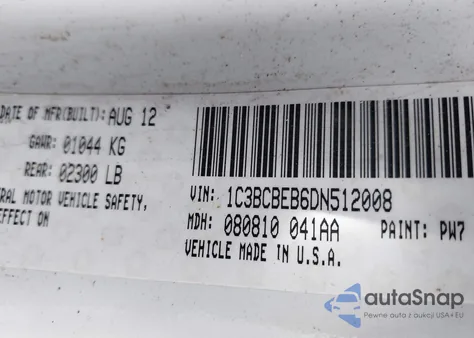 DATE OF MFR(BUILT): AUG 12
GAWR: 01044 KG
REAR: 02300 LB
RAL MOTOR VEHICLE SAFETY,
EFFECT ON
VIN: 1C3BCBEB6DN512008
MDH: 080810 041AA PAINT: PW7
VEHICLE MADE IN U.S.A.
autoSnap
Pewne auto z aukcji USA+EU